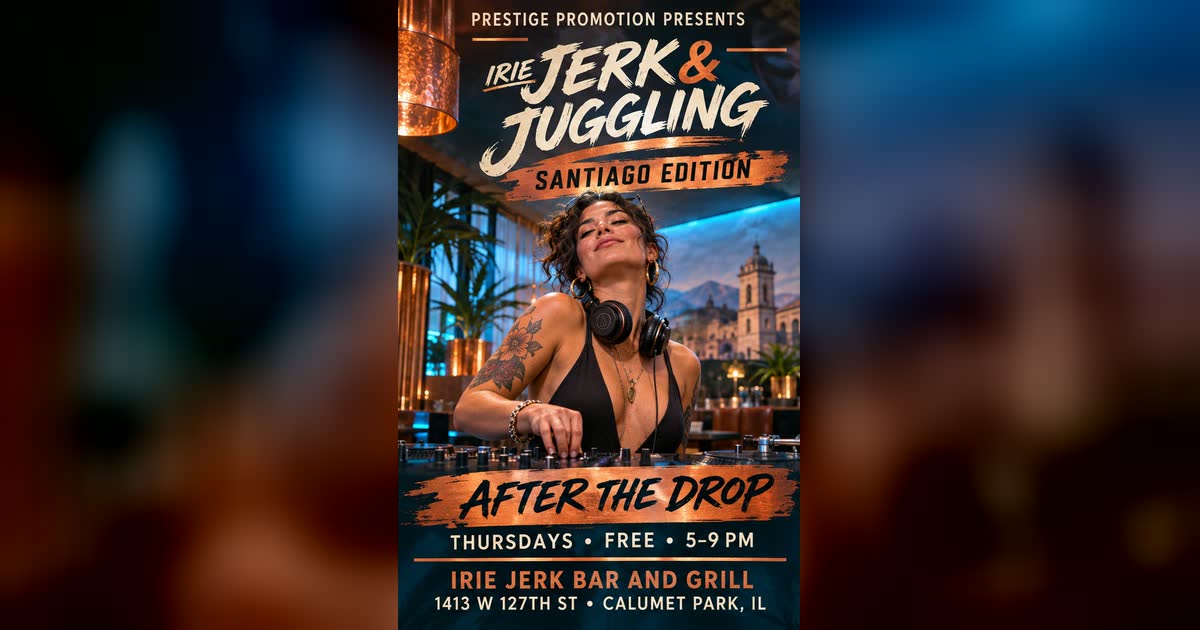 PRESTIGE PROMOTION PRESENTS
IRIE JERK &
JUGGLING
SANTIAGO EDITION
AFTER THE DROP
THURSDAYS • FREE • 5-9 PM
IRIE JERK BAR AND GRILL
1413 W 127TH ST • CALUMET PARK, IL